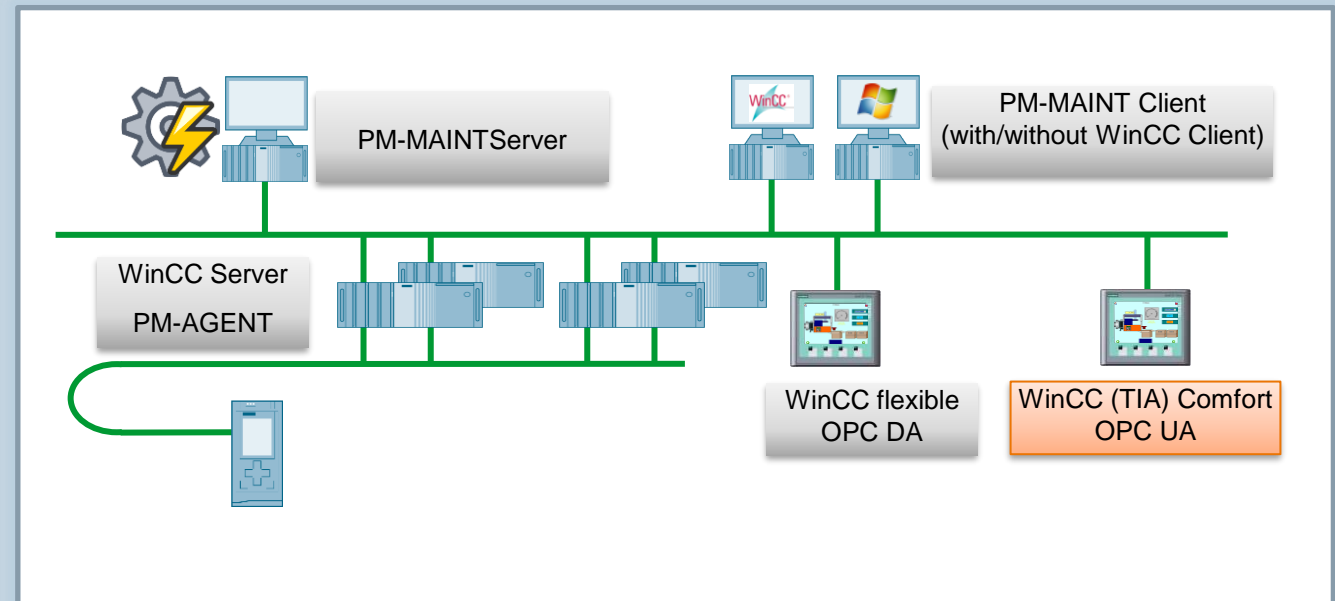 PM-MAINTServer
WinCC
PM-MAINT Client
(with/without WinCC Client)
WinCC Server
PM-AGENT
WinCC flexible
OPC DA
WinCC (TIA) Comfort
OPC UA